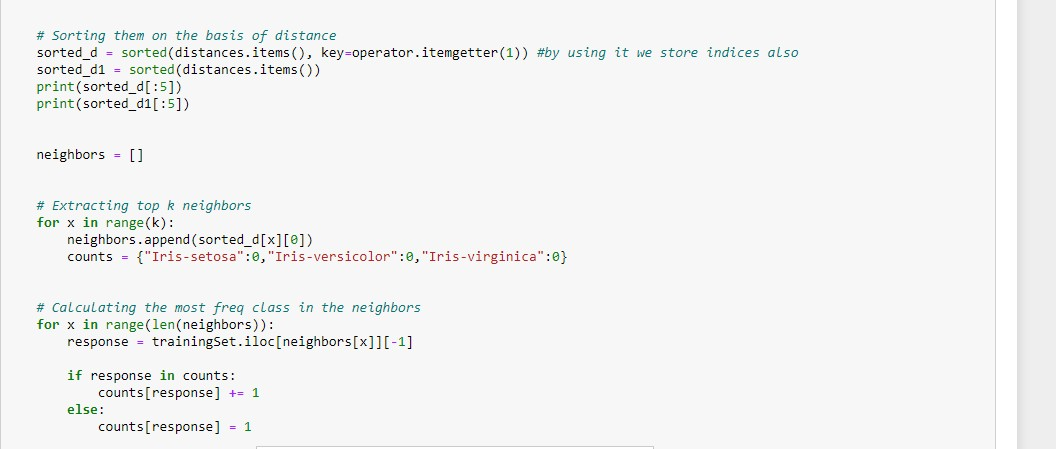 # Sorting them on the basis of distance
sorted_d = sorted(distances.items(), key=operator.itemgetter(1)) #by using it we store indices also
sorted_d1 = sorted(distances.items())
print(sorted_d[:5])
print(sorted_d1[:5])
neighbors = []
# Extracting top k neighbors
for x in range(k):
    neighbors.append(sorted_d[x][0])
    counts = {"Iris-setosa":0,"Iris-versicolor":0,"Iris-virginica":0}
# Calculating the most freq class in the neighbors
for x in range(len(neighbors)):
    response = trainingSet.iloc[neighbors[x]][-1]
    if response in counts:
        counts[response] += 1
    else:
        counts[response] = 1